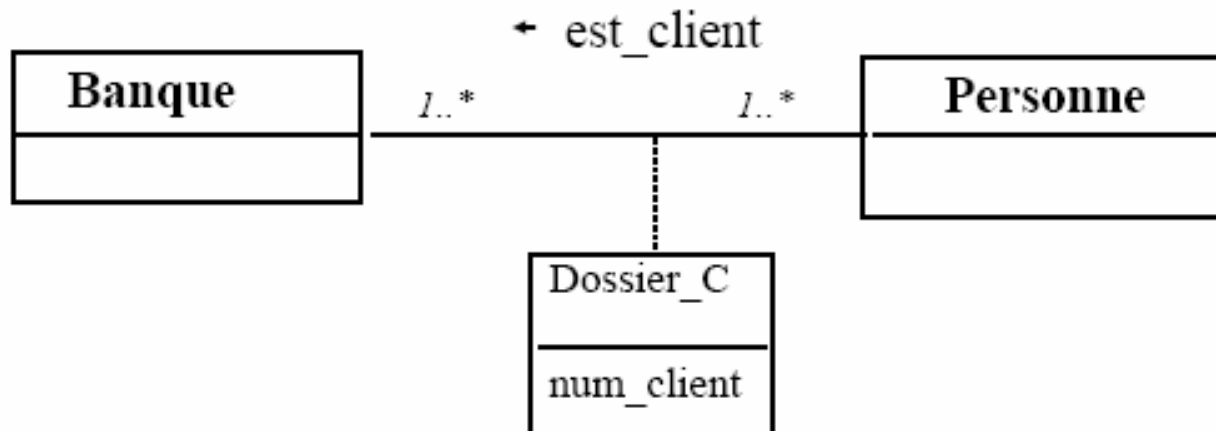 est_client
Banque
1..*
1..*
Personne
Dossier_C
num_client